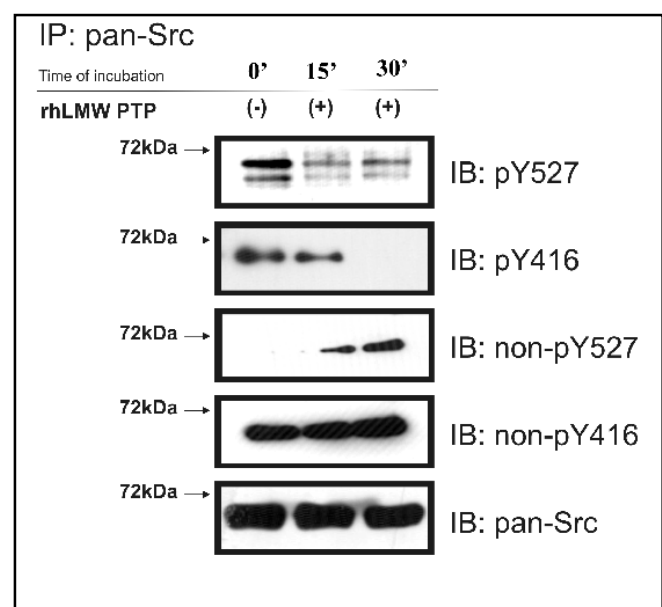 IP: pan-Src
Time of incubation 0’ 15’ 30’
rhLMW PTP (-) (+) (+)
72kDa
IB: pY527
72kDa
IB: pY416
72kDa
IB: non-pY527
72kDa
IB: non-pY416
72kDa
IB: pan-Src